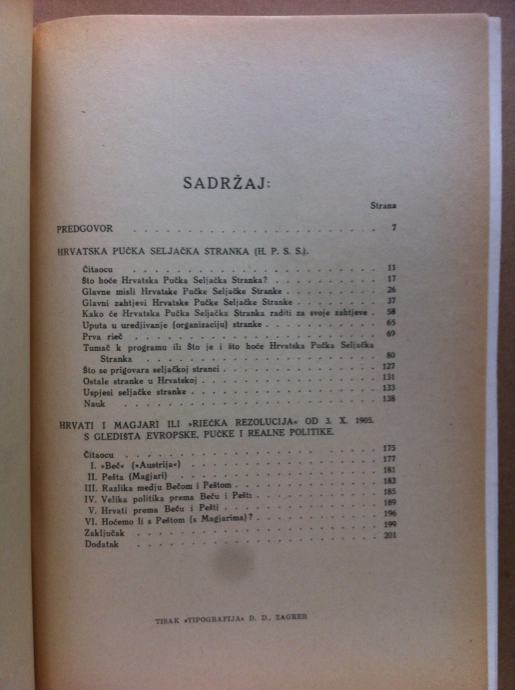 SADRŽAJ:
Strana
PREDGOVOR . . . . . . . . . . . . . . . . . . . 7
HRVATSKA PUČKA SELJAČKA STRANKA (H. P. S. S.).
Čitaocu . . . . . . . . . . . . . . . . . . 11
Što hoće Hrvatska Pučka Seljačka Stranka? . . . . . . . 17
Glavne misli Hrvatske Pučke Seljačke Stranke . . . . . . 26
Glavni zahtjevi Hrvatske Pučke Seljačke Stranke . . . . . 37
Kako će Hrvatska Pučka Seljačka Stranka raditi za svoje zahtjeve . 58
Uputa u uredjivanje (organizaciju) stranke . . . . . . . 65
Prva rieč . . . . . . . . . . . . . . . . . 69
Tumač k programu ili Što je i što hoće Hrvatska Pučka Seljačka
Stranka . . . . . . . . . . . . . . . . 80
Što se prigovara seljačkoj stranci . . . . . . . . . . 127
Ostale stranke u Hrvatskoj . . . . . . . . . . . . 131
Uspjesi seljačke stranke . . . . . . . . . . . . . 133
Nauk . . . . . . . . . . . . . . . . . . . 138
HRVATI I MAGJARI ILI »RIEČKA REZOLUCIJA« OD 3. X. 1905.
S GLEDIŠTA EVROPSKE, PUČKE I REALNE POLITIKE.
Čitaocu . . . . . . . . . . . . . . . . . . 175
I. »Beč« (»Austrija«) . . . . . . . . . . . . . 177
II. Pešta (Magjari) . . . . . . . . . . . . . . 181
III. Razlika medju Bečom i Peštom . . . . . . . . . 183
IV. Velika politika prema Beču i Pešti . . . . . . . . 185
V. Hrvati prema Beču i Pešti . . . . . . . . . . 189
VI. Hoćemo li s Peštom (s Magjarima)? . . . . . . . . 196
Zaključak . . . . . . . . . . . . . . . . . 199
Dodatak . . . . . . . . . . . . . . . . . . 201
TISAK »TIPOGRAFIJA« D. D., ZAGREB